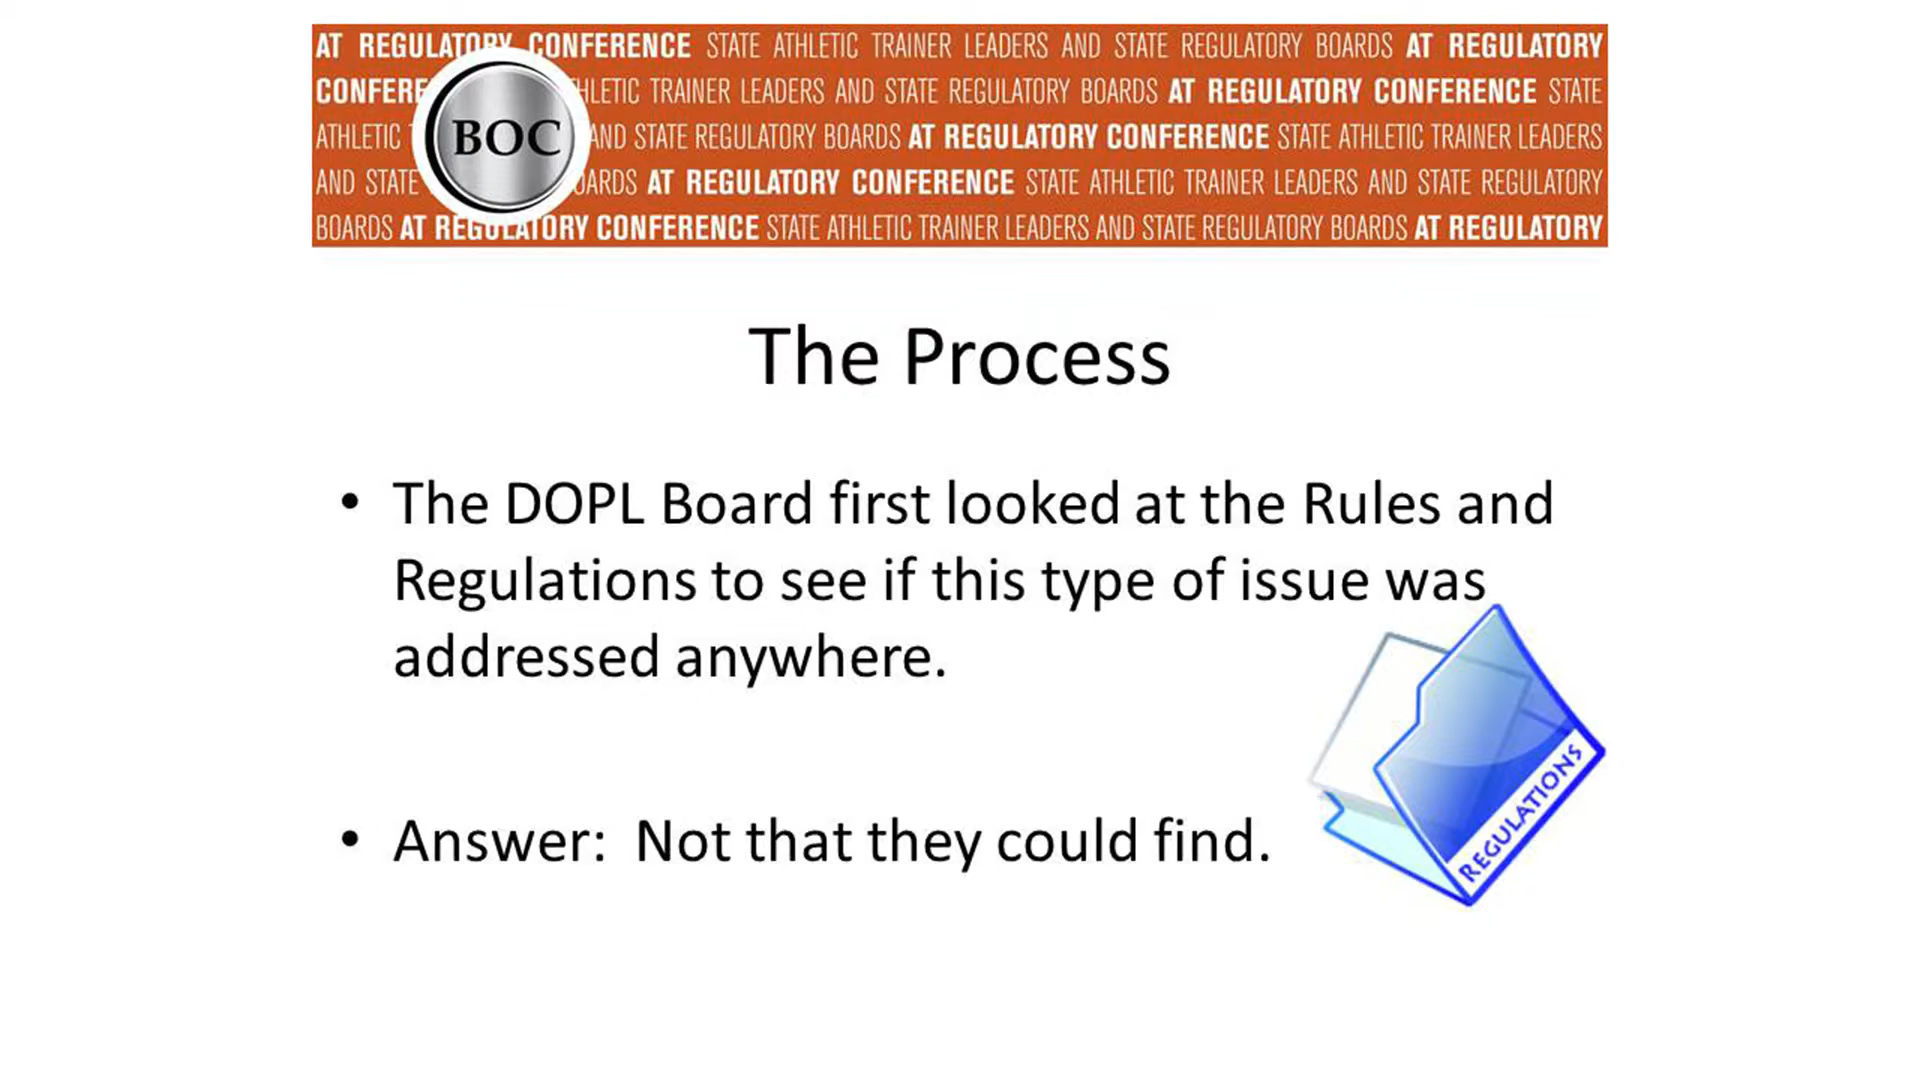 AT REGULATORY CONFERENCE STATE ATHLETIC TRAINER LEADERS AND STATE REGULATORY BOARDS AT REGULATORY
CONFERE HLETIC TRAINER LEADERS AND STATE REGULATORY BOARDS AT REGULATORY CONFERENCE STATE
ATHLETIC AND STATE REGULATORY BOARDS AT REGULATORY CONFERENCE STATE ATHLETIC TRAINER LEADERS
AND STATE OARDS AT REGULATORY CONFERENCE STATE ATHLETIC TRAINER LEADERS AND STATE REGULATORY
BOARDS AT REGULATORY CONFERENCE STATE ATHLETIC TRAINER LEADERS AND STATE REGULATORY BOARDS AT REGULATORY
BOC
The Process
• The DOPL Board first looked at the Rules and
Regulations to see if this type of issue was
addressed anywhere.
• Answer: Not that they could find.
REGULATIONS